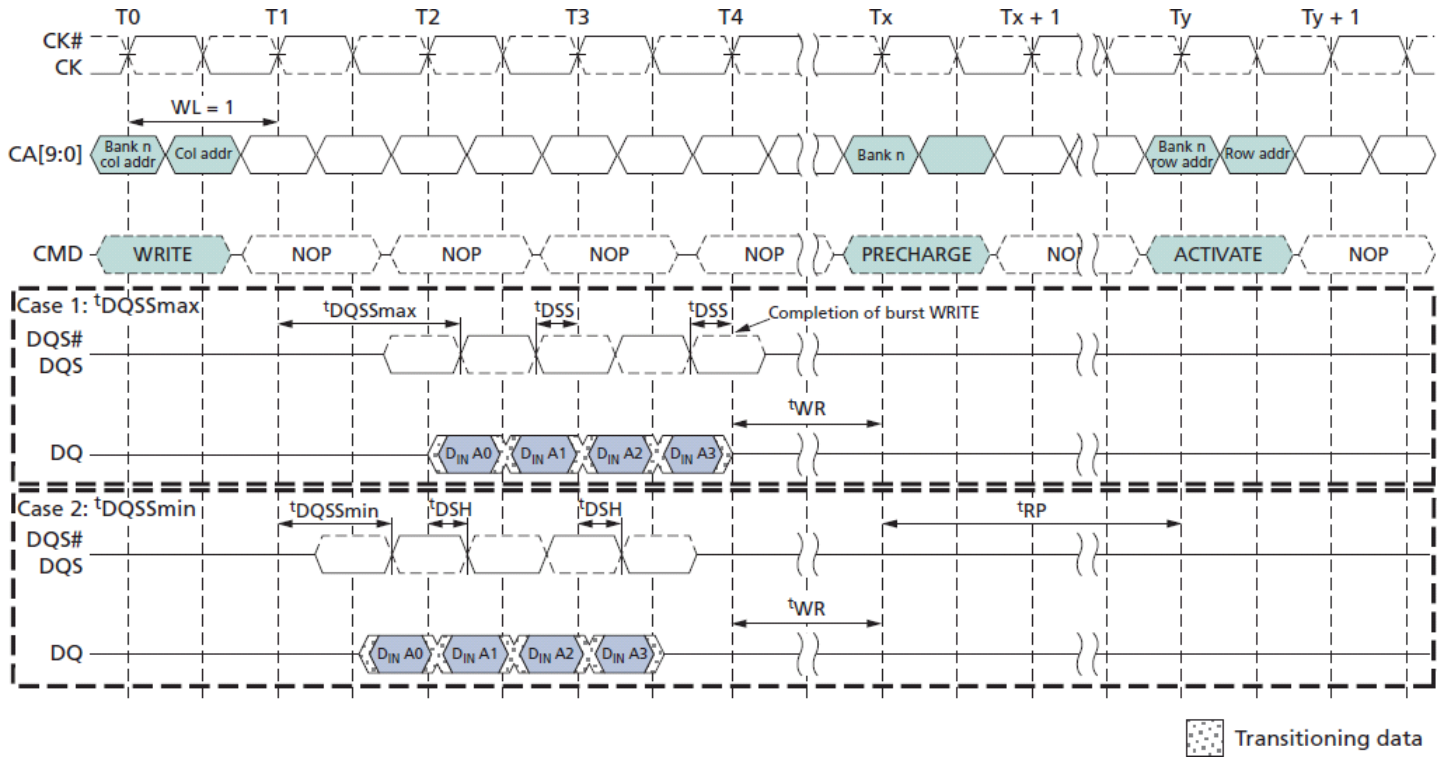 T0 T1 T2 T3 T4 Tx Tx + 1 Ty Ty + 1
CK#
CK
WL = 1
CA[9:0] Bank n col addr Col addr Bank n Bank n row addr Row addr
CMD WRITE NOP NOP NOP NOP PRECHARGE NOP ACTIVATE NOP
Case 1: tDQSSmax
tDQSSmax tDSS tDSS Completion of burst WRITE
DQS#
DQS
tWR
DQ DIN A0 DIN A1 DIN A2 DIN A3
Case 2: tDQSSmin
tDQSSmin tDSH tDSH tRP
DQS#
DQS
tWR
DQ DIN A0 DIN A1 DIN A2 DIN A3
Transitioning data